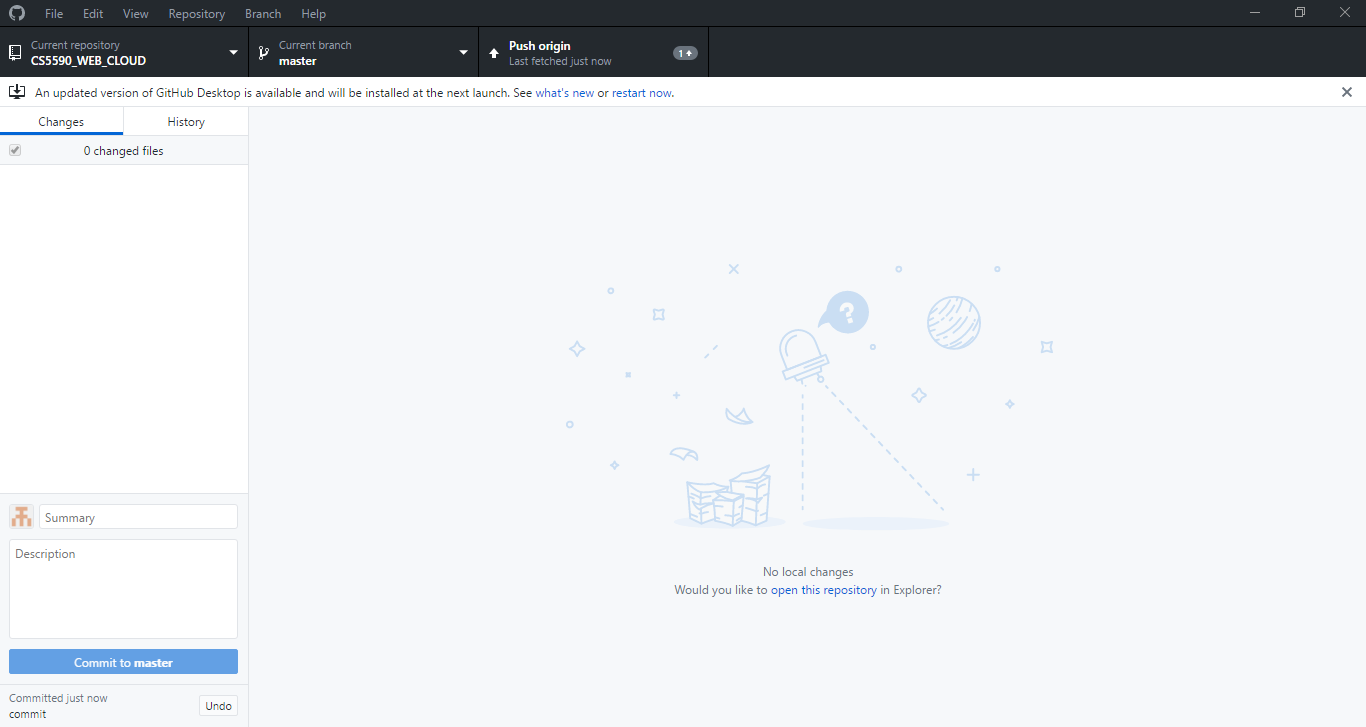 File Edit View Repository Branch Help
Current repository
CS5590_WEB_CLOUD
Current branch
master
Push origin
Last fetched just now
1
An updated version of GitHub Desktop is available and will be installed at the next launch. See what's new or restart now.
Changes
History
0 changed files
?
No local changes
Would you like to open this repository in Explorer?
Summary
Description
Commit to master
Committed just now
commit
Undo